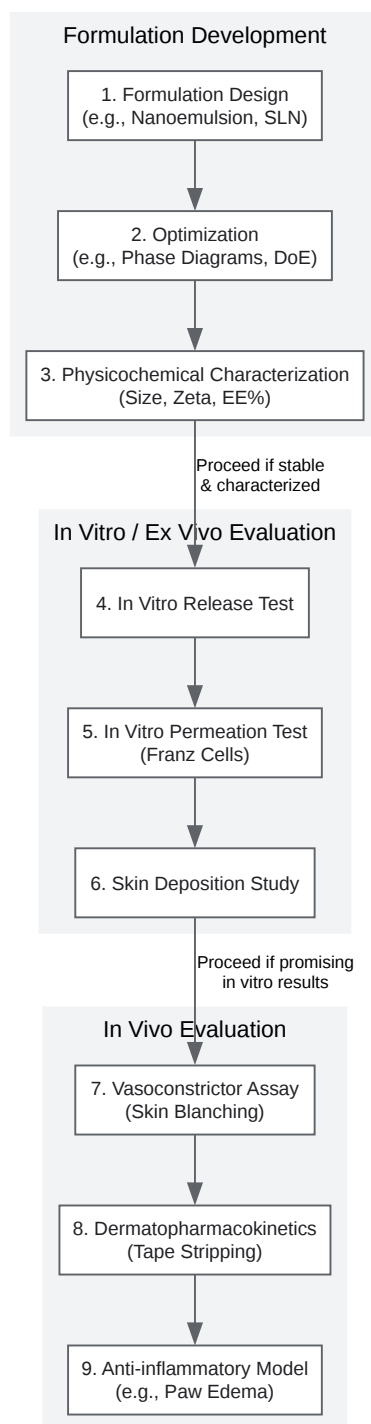 Formulation Development
1. Formulation Design
(e.g., Nanoemulsion, SLN)
2. Optimization
(e.g., Phase Diagrams, DoE)
3. Physicochemical Characterization
(Size, Zeta, EE%)
Proceed if stable
& characterized
In Vitro / Ex Vivo Evaluation
4. In Vitro Release Test
5. In Vitro Permeation Test
(Franz Cells)
6. Skin Deposition Study
Proceed if promising
in vitro results
In Vivo Evaluation
7. Vasoconstrictor Assay
(Skin Blanching)
8. Dermatopharmacokinetics
(Tape Stripping)
9. Anti-inflammatory Model
(e.g., Paw Edema)